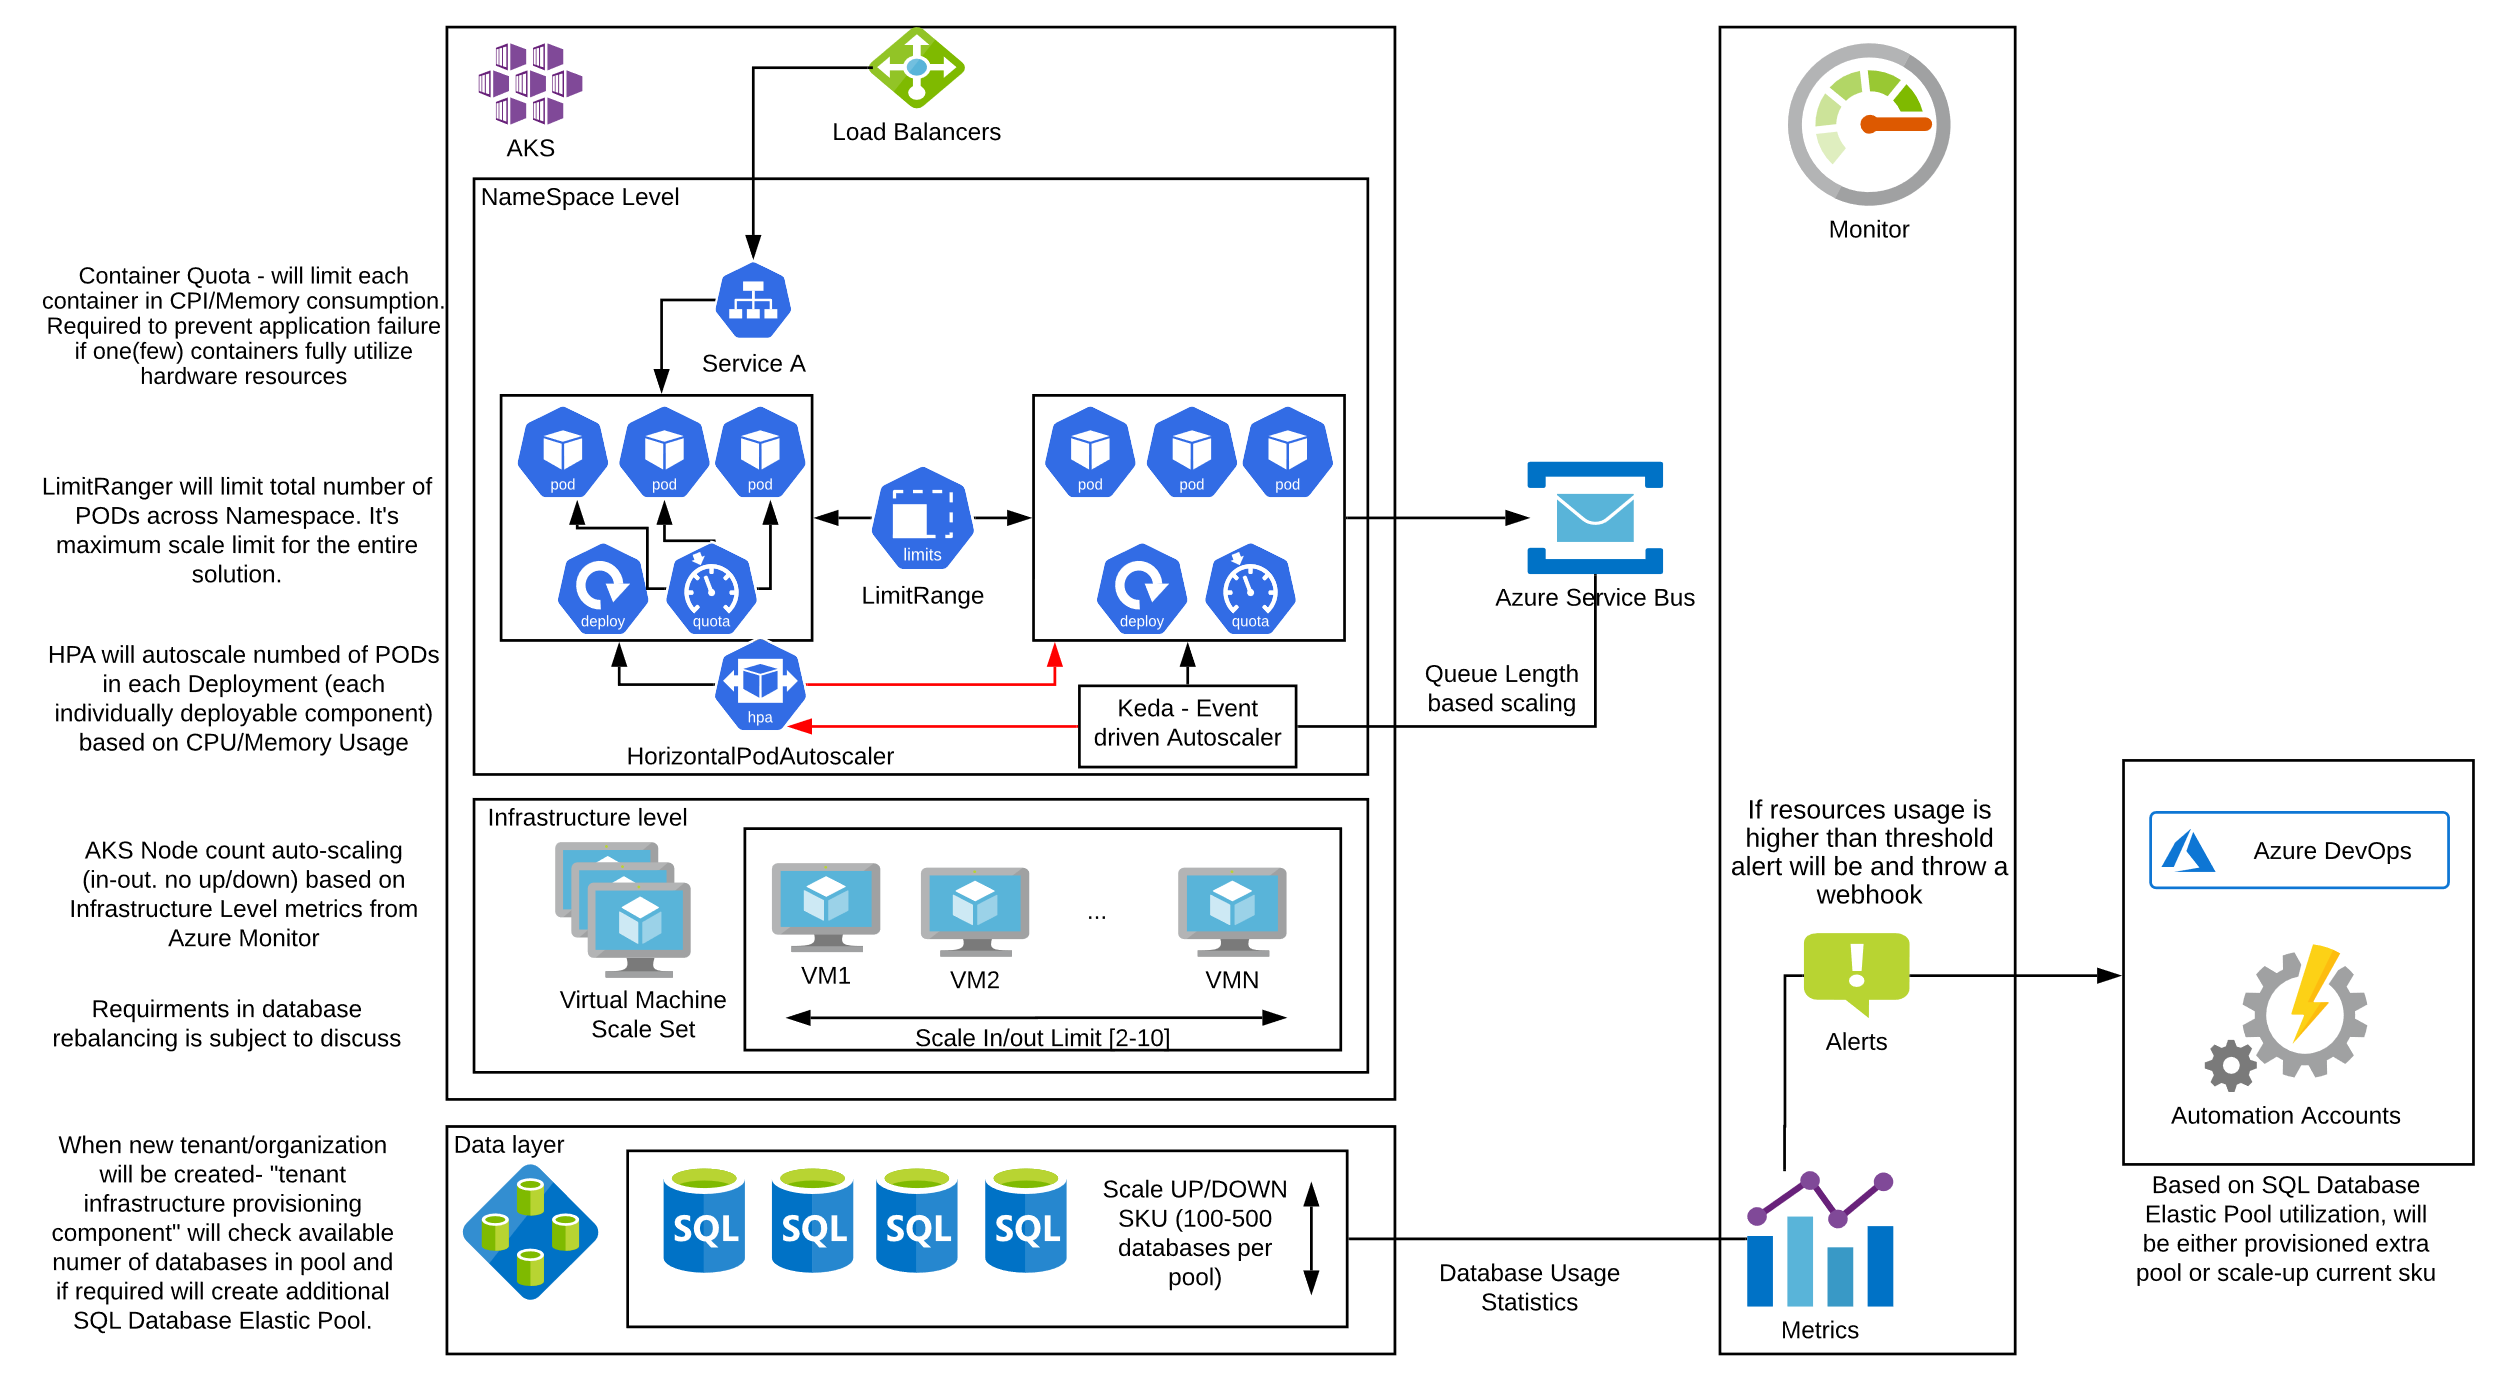 AKS
Load Balancers
NameSpace Level
Service A
Container Quota - will limit each
container in CPI/Memory consumption.
Required to prevent application failure
if one(few) containers fully utilize
hardware resources
LimitRanger will limit total number of
PODs across Namespace. It's
maximum scale limit for the entire
solution.
HPA will autoscale numbed of PODs
in each Deployment (each
individually deployable component)
based on CPU/Memory Usage
AKS Node count auto-scaling
(in-out. no up/down) based on
Infrastructure Level metrics from
Azure Monitor
Requirments in database
rebalancing is subject to discuss
When new tenant/organization
will be created- "tenant
infrastructure provisioning
component" will check available
numer of databases in pool and
if required will create additional
SQL Database Elastic Pool.
pod
pod
pod
deploy
quota
limits
LimitRange
pod
pod
pod
deploy
quota
hpa
HorizontalPodAutoscaler
Keda - Event
driven Autoscaler
Azure Service Bus
Queue Length
based scaling
Infrastructure level
Virtual Machine
Scale Set
VM1
VM2
...
VMN
Scale In/out Limit [2-10]
Data layer
SQL
SQL
SQL
SQL
Scale UP/DOWN
SKU (100-500
databases per
pool)
Database Usage
Statistics
Monitor
If resources usage is
higher than threshold
alert will be and throw a
webhook
Alerts
Metrics
Azure DevOps
Automation Accounts
Based on SQL Database
Elastic Pool utilization, will
be either provisioned extra
pool or scale-up current sku